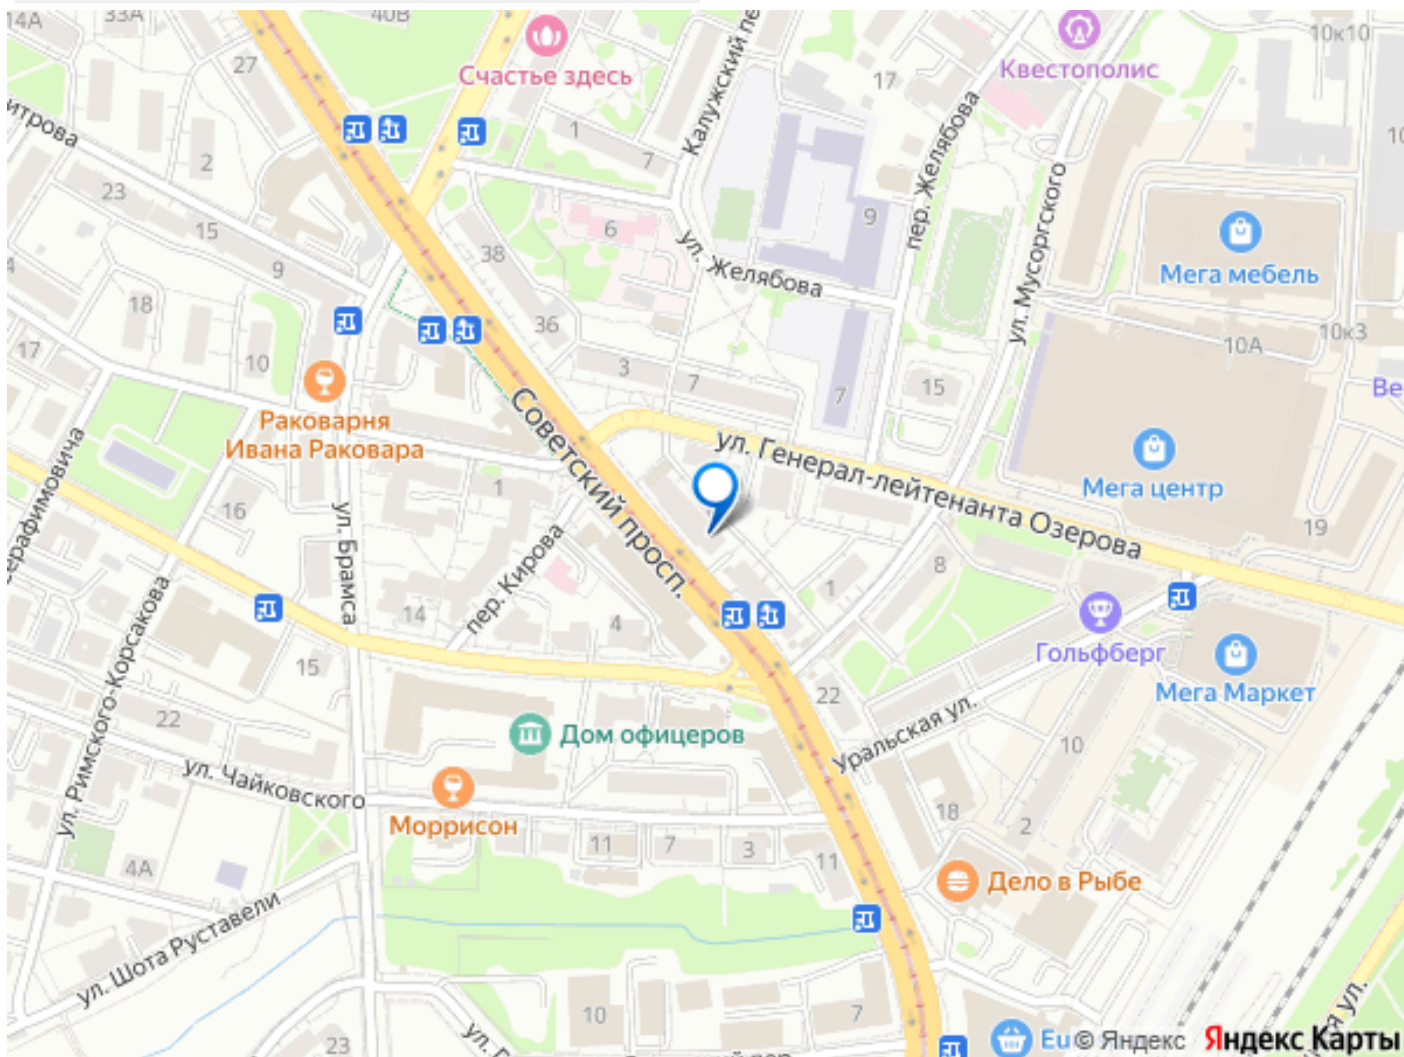 14А
33А
40В
27
Счастье здесь
Калужский пе
17
Квестополис
10к10
итрова
2
1
7
пер. Желябова
ул. Мусоргского
23
15
38
6
9
ул. Желябова
Мега мебель
9
18
36
10А
10к3
17
10
3
7
7
15
Ве
Раковарня
Ивана Раковара
Советский просп.
ул. Генерал-лейтенанта Озерова
Мега центр
19
ерафимовича
16
ул. Брамса
1
пер. Кирова
14
4
1
8
Гольфберг
Мега Маркет
ул. Римского-Корсакова
15
22
22
Уральская ул.
10
Дом офицеров
ул. Чайковского
Моррисон
18
2
11
7
3
11
4А
Дело в Рыбе
ул. Шота Руставели
10
7
23
Eu
© Яндекс
Яндекс Карты